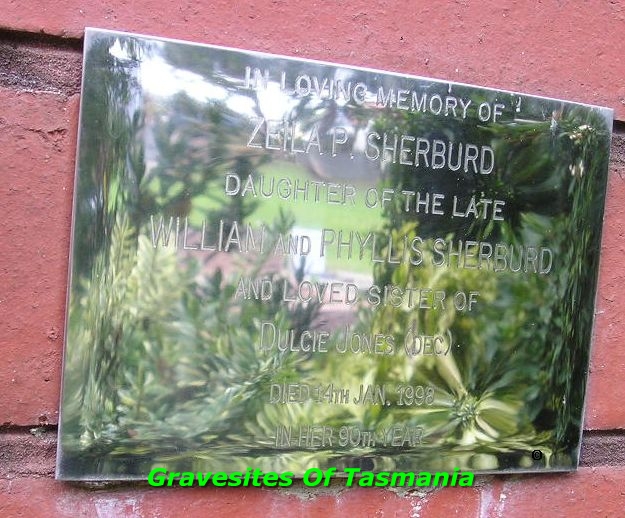 IN LOVING MEMORY OF
ZEILA P. SHERBURD
DAUGHTER OF THE LATE
WILLIAM AND PHYLLIS SHERBURD
AND LOVED SISTER OF
DULCIE JONES (DEC)
DIED 14TH JAN. 1998
IN HER 90TH YEAR
Gravesites Of Tasmania